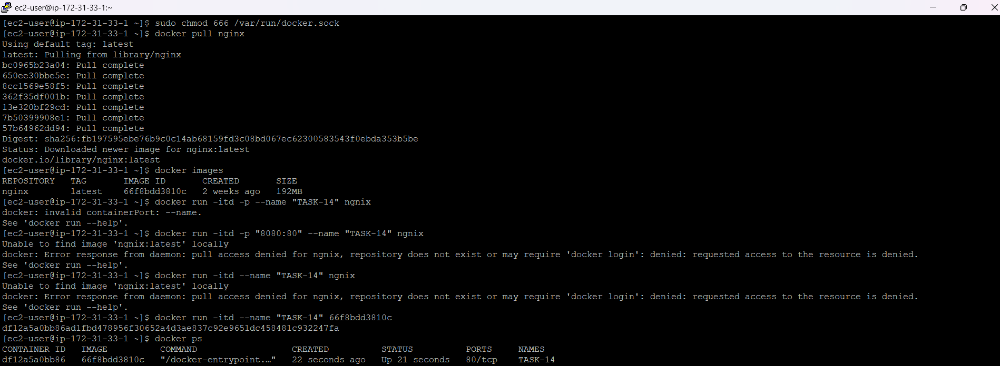 ec2-user@ip-172-31-33-1:~
[ec2-user@ip-172-31-33-1 ~]$ sudo chmod 666 /var/run/docker.sock
[ec2-user@ip-172-31-33-1 ~]$ docker pull nginx
Using default tag: latest
latest: Pulling from library/nginx
bc0965b23a04: Pull complete
650ee30bbe5e: Pull complete
8cc1569e58f5: Pull complete
362f35df001b: Pull complete
13e320bf29cd: Pull complete
7b50399908e1: Pull complete
57b64962dd94: Pull complete
Digest: sha256:fb197595ebe76b9c0c14ab68159fd3c08bd067ec62300583543f0ebda353b5be
Status: Downloaded newer image for nginx:latest
docker.io/library/nginx:latest
[ec2-user@ip-172-31-33-1 ~]$ docker images
REPOSITORY   TAG       IMAGE ID       CREATED       SIZE
nginx        latest    66f8bdd3810c   2 weeks ago   192MB
[ec2-user@ip-172-31-33-1 ~]$ docker run -itd -p --name "TASK-14" ngnix
docker: invalid containerPort: --name.
See 'docker run --help'.
[ec2-user@ip-172-31-33-1 ~]$ docker run -itd -p "8080:80" --name "TASK-14" ngnix
Unable to find image 'ngnix:latest' locally
docker: Error response from daemon: pull access denied for ngnix, repository does not exist or may require 'docker login': denied: requested access to the resource is denied.
See 'docker run --help'.
[ec2-user@ip-172-31-33-1 ~]$ docker run -itd --name "TASK-14" ngnix
Unable to find image 'ngnix:latest' locally
docker: Error response from daemon: pull access denied for ngnix, repository does not exist or may require 'docker login': denied: requested access to the resource is denied.
See 'docker run --help'.
[ec2-user@ip-172-31-33-1 ~]$ docker run -itd --name "TASK-14" 66f8bdd3810c
df12a5a0bb86ad1fbd478956f30652a4d3ae837c92e9651dc458481c932247fa
[ec2-user@ip-172-31-33-1 ~]$ docker ps
CONTAINER ID   IMAGE          COMMAND                  CREATED          STATUS          PORTS     NAMES
df12a5a0bb86   66f8bdd3810c   "/docker-entrypoint.…"   22 seconds ago   Up 21 seconds   80/tcp    TASK-14